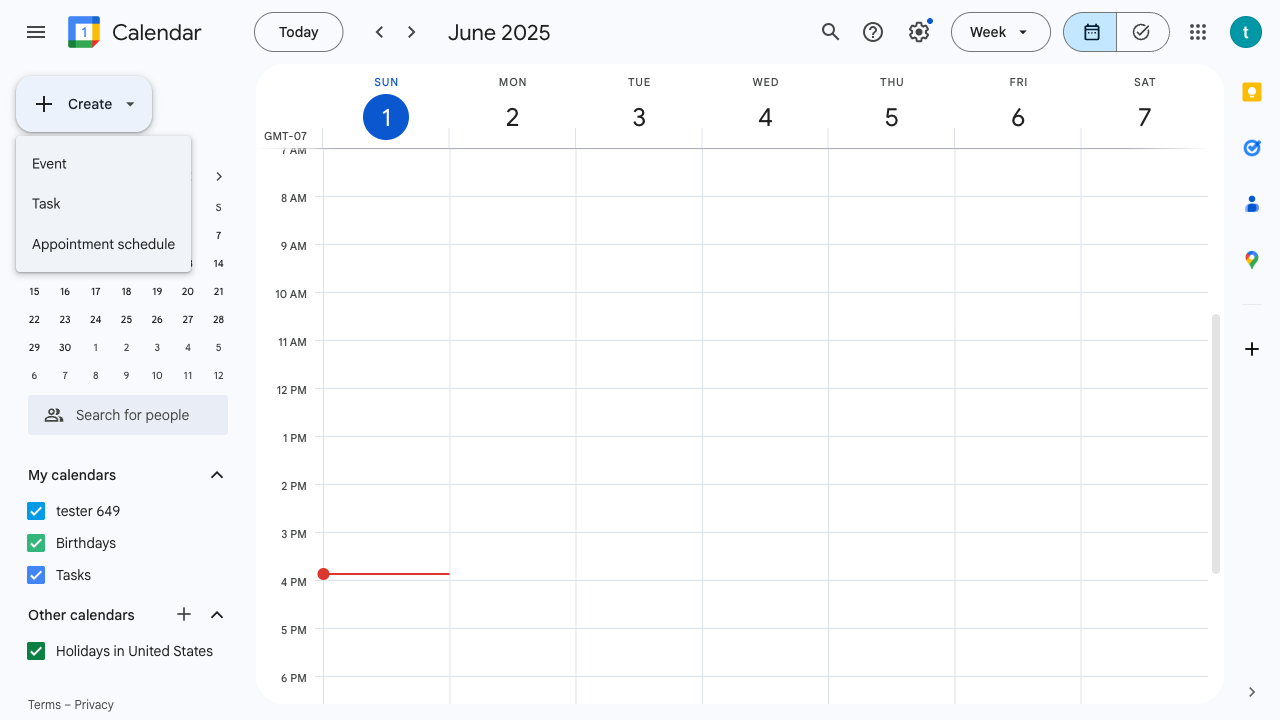 1
Calendar
Today
June 2025
Week
t
Create
Event
Task
Appointment schedule
S
7
14
15 16 17 18 19 20 21
22 23 24 25 26 27 28
29 30 1 2 3 4 5
6 7 8 9 10 11 12
Search for people
My calendars
tester 649
Birthdays
Tasks
Other calendars
Holidays in United States
Terms – Privacy
SUN MON TUE WED THU FRI SAT
1 2 3 4 5 6 7
GMT-07
7 AM
8 AM
9 AM
10 AM
11 AM
12 PM
1 PM
2 PM
3 PM
4 PM
5 PM
6 PM